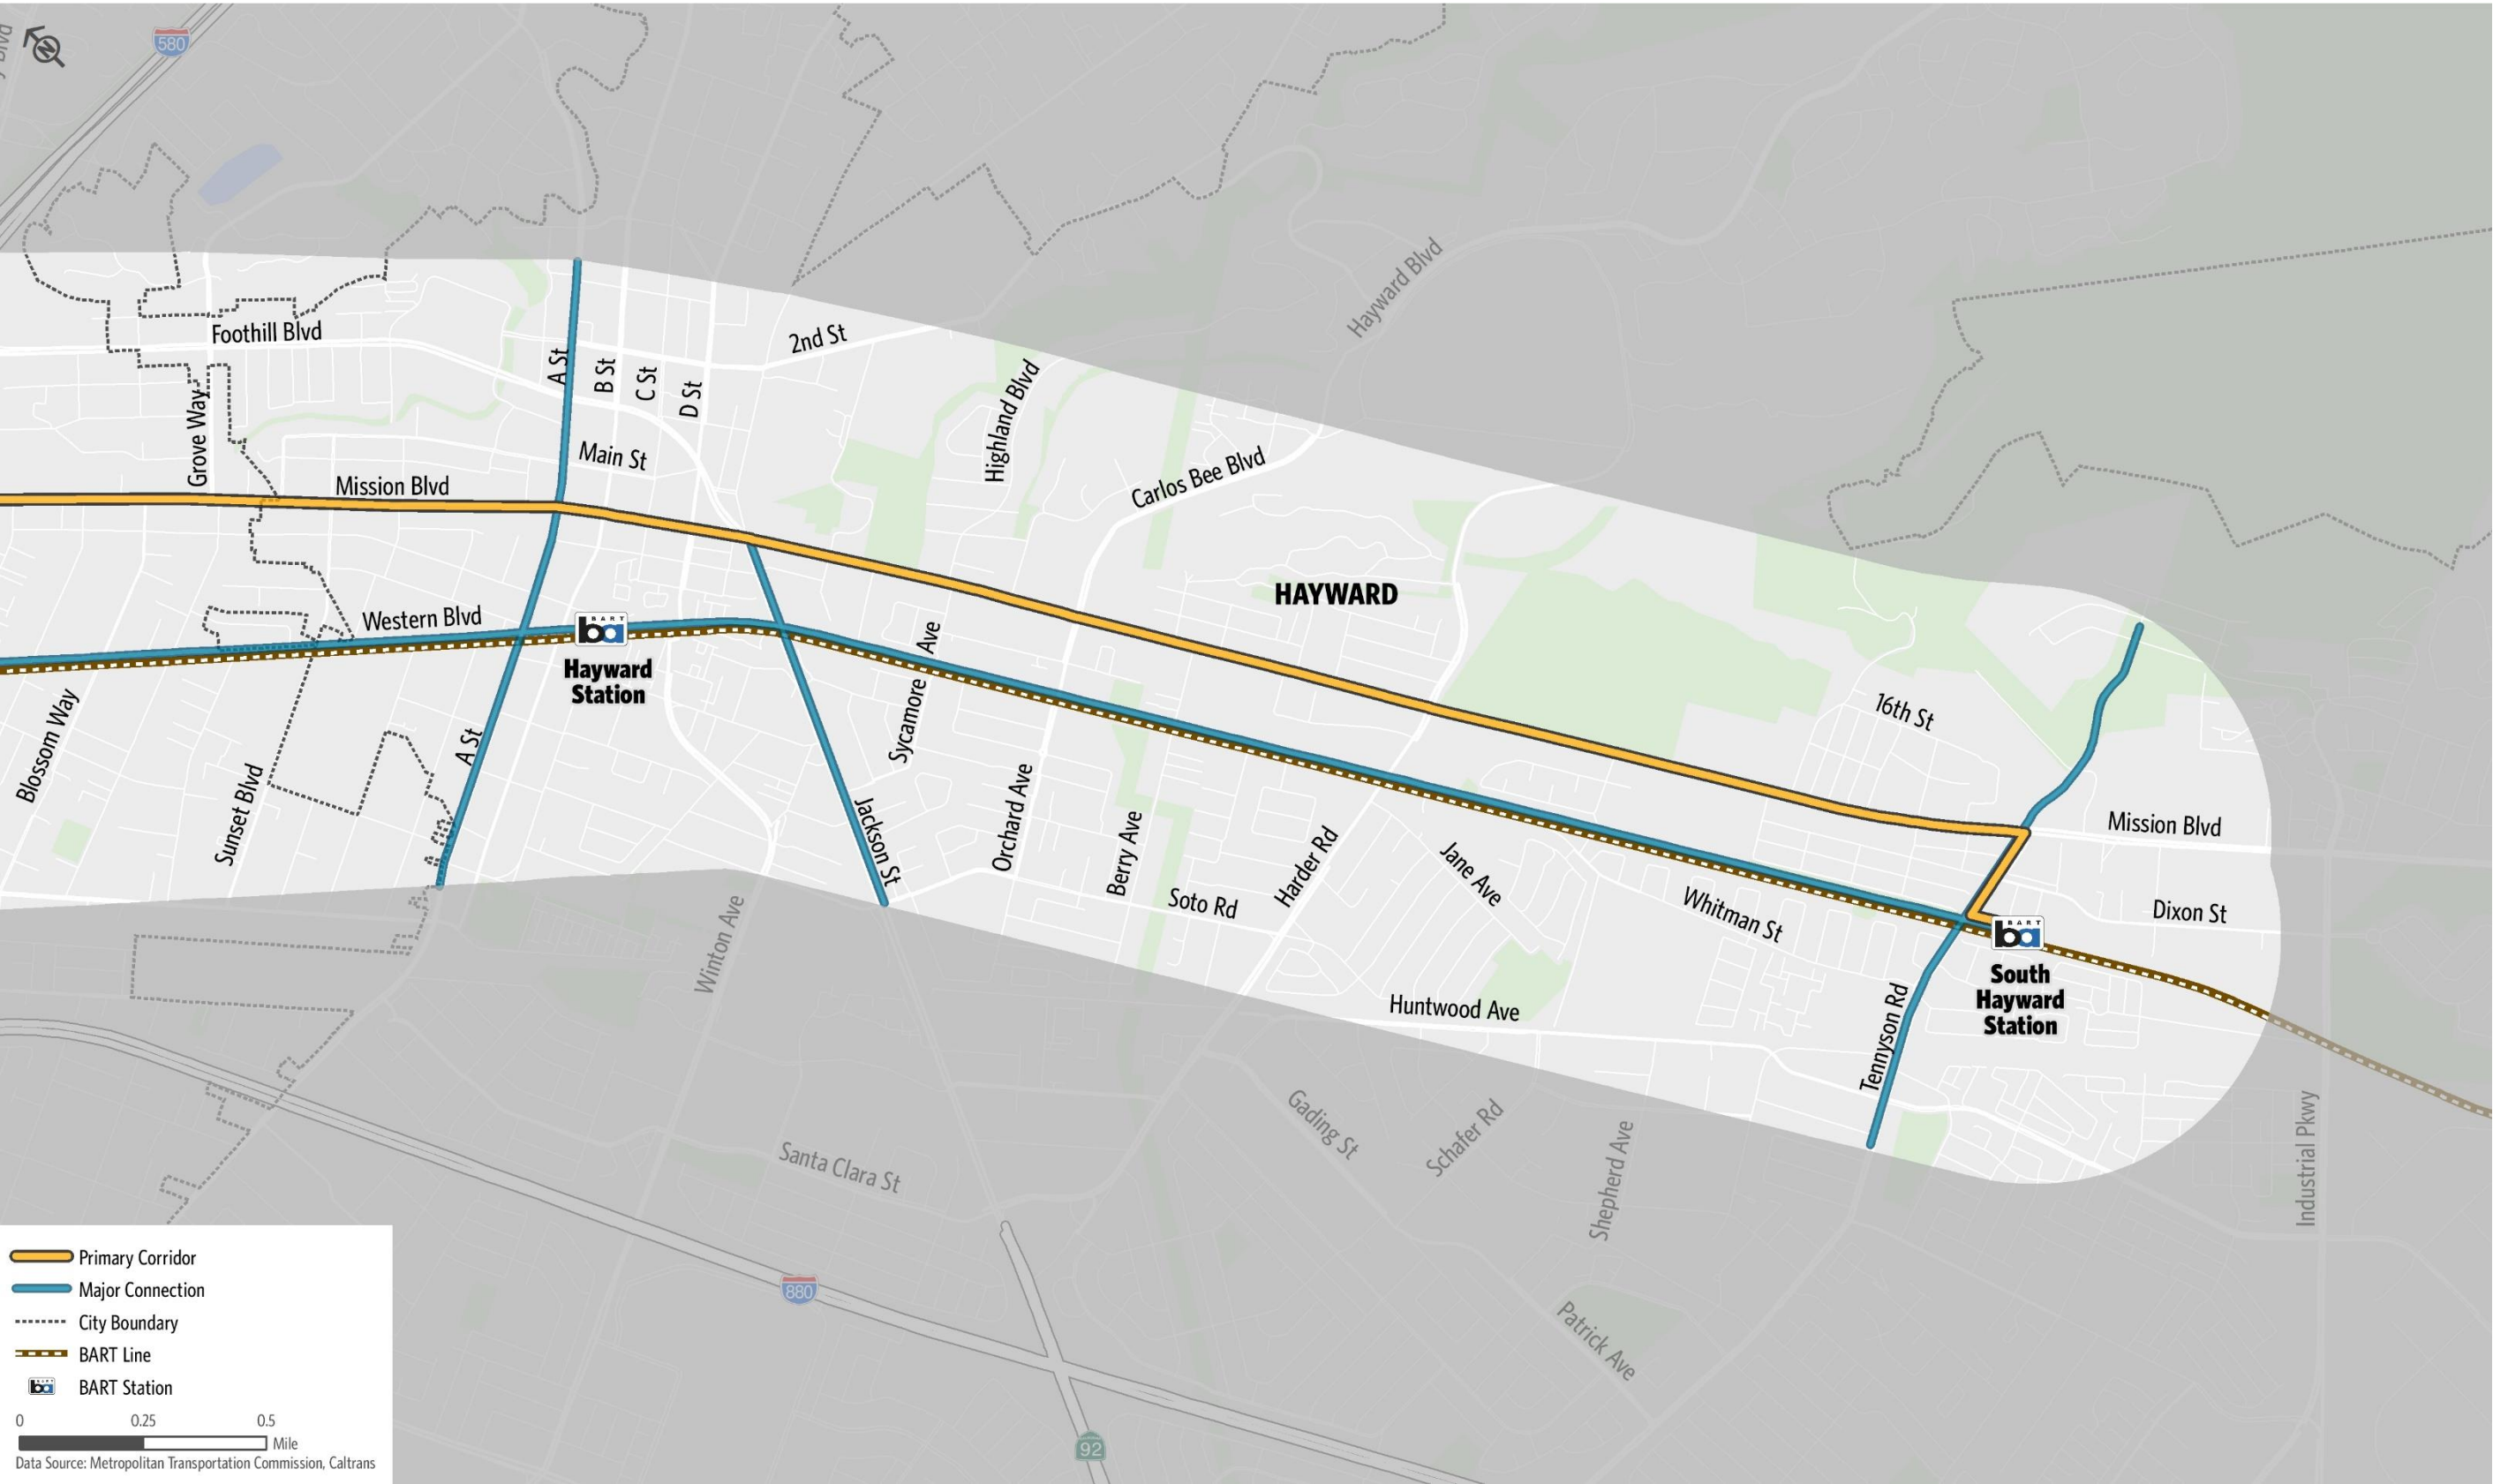 580
N
Foothill Blvd
2nd St
Hayward Blvd
A St
B St
C St
D St
Grove Way
Highland Blvd
Main St
Mission Blvd
Carlos Bee Blvd
HAYWARD
Western Blvd
BART
ba
Hayward
Station
Sycamore Ave
16th St
Blossom Way
Sunset Blvd
A St
Jackson St
Orchard Ave
Berry Ave
Harder Rd
Jane Ave
Mission Blvd
Soto Rd
Whitman St
Dixon St
BART
ba
South
Hayward
Station
Winton Ave
Huntwood Ave
Tennyson Rd
Gading St
Schafer Rd
Shepherd Ave
Industrial Pkwy
Santa Clara St
880
Patrick Ave
92
Primary Corridor
Major Connection
City Boundary
BART Line
ba BART Station
0 0.25 0.5
Mile
Data Source: Metropolitan Transportation Commission, Caltrans